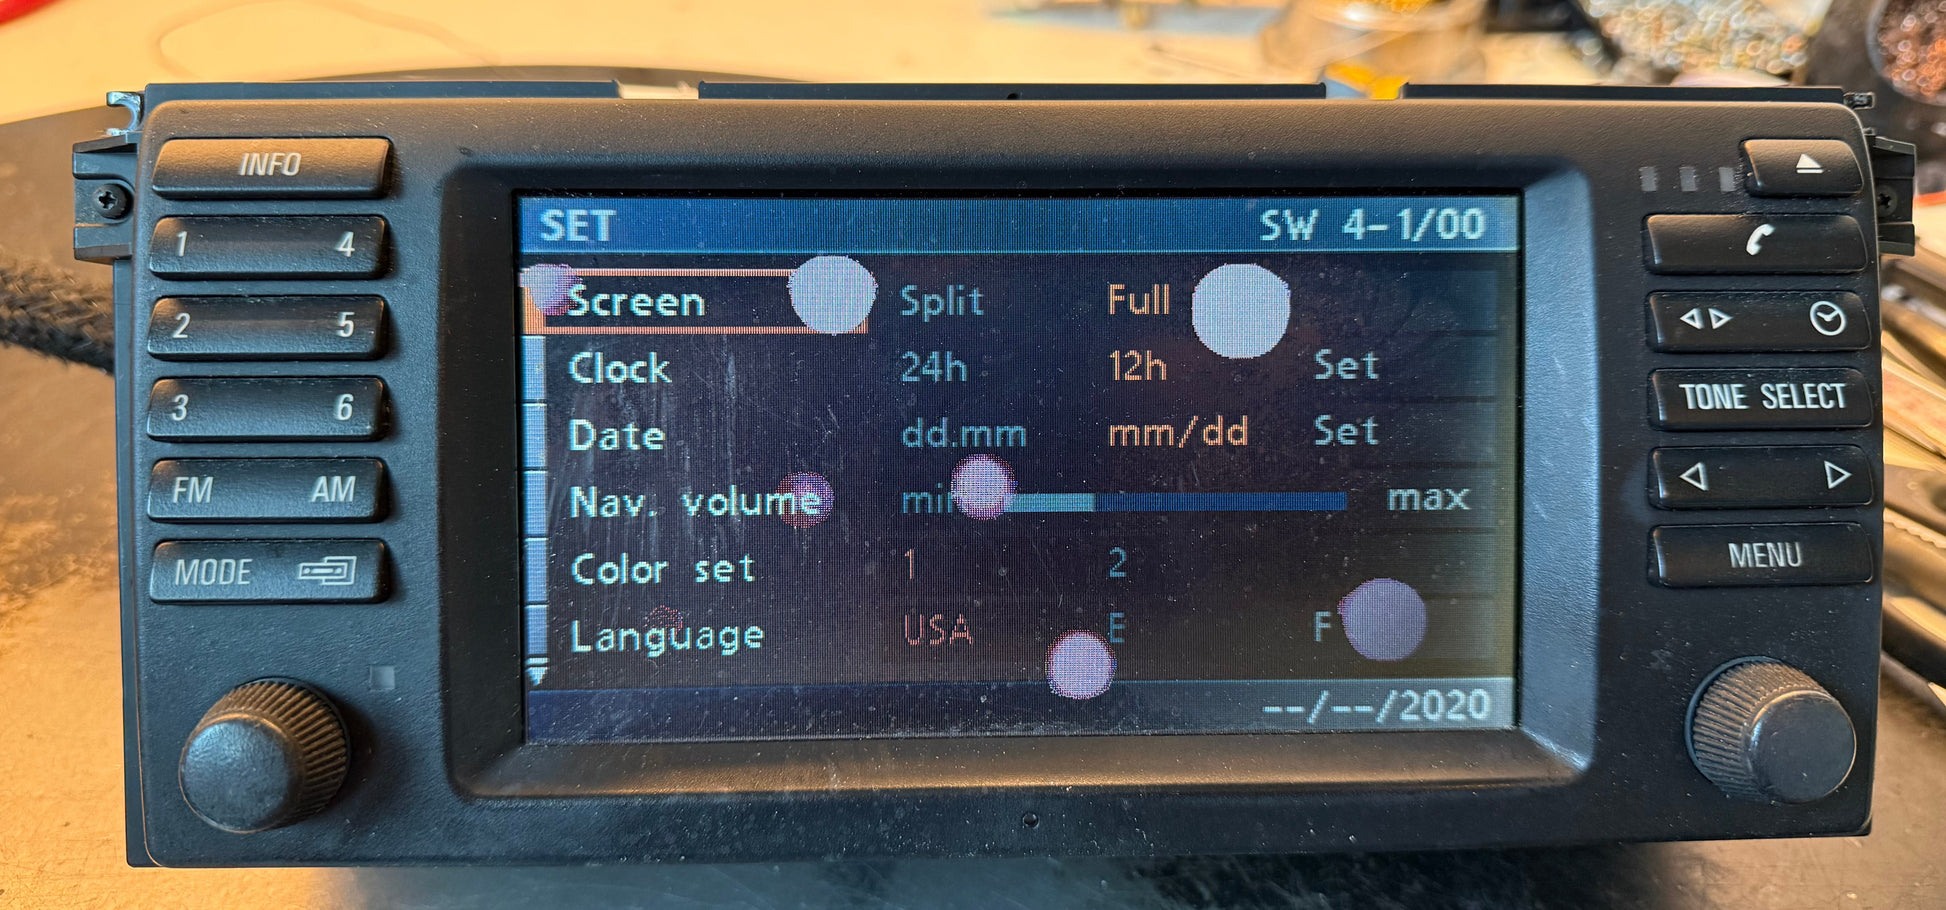 INFO
1 4
2 5
3 6
FM AM
MODE
SET SW 4-1/00
Screen Split Full
Clock 24h 12h Set
Date dd.mm mm/dd Set
Nav. volume max
Color set 1 2
Language USA E F
--/--/2020
TONE SELECT
MENU